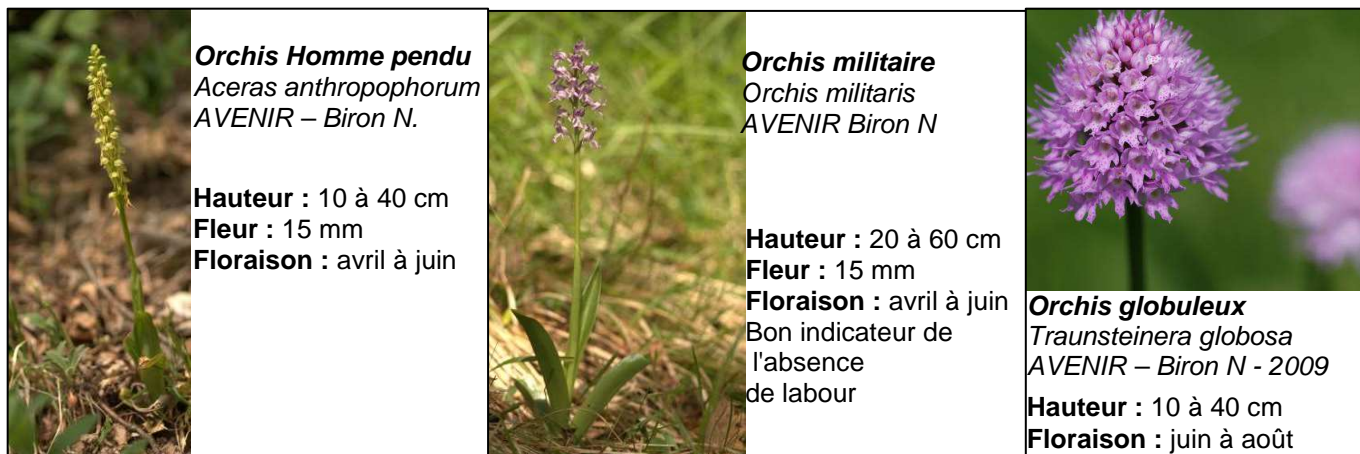 Orchis Homme pendu
Aceras anthropophorum
AVENIR – Biron N.
Hauteur : 10 à 40 cm
Fleur : 15 mm
Floraison : avril à juin
Orchis militaire
Orchis militaris
AVENIR Biron N
Hauteur : 20 à 60 cm
Fleur : 15 mm
Floraison : avril à juin
Bon indicateur de
l'absence
de labour
Orchis globuleux
Traunsteinera globosa
AVENIR – Biron N - 2009
Hauteur : 10 à 40 cm
Floraison : juin à août